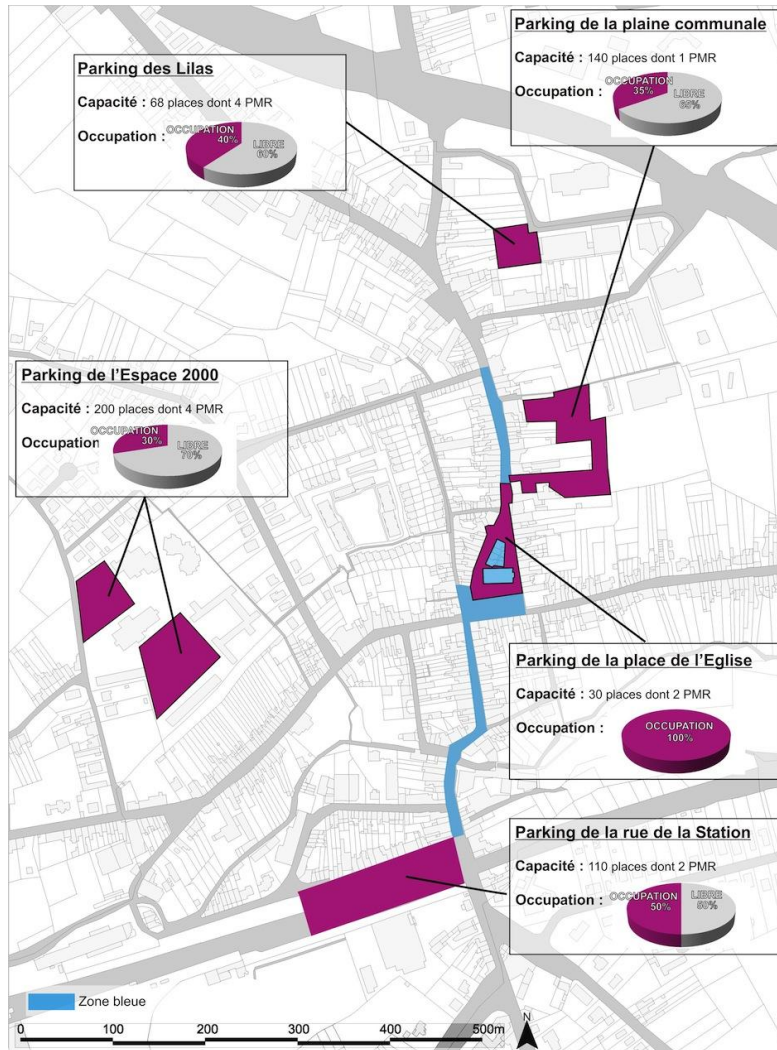 Parking de la plaine communale
Capacité : 140 places dont 1 PMR
Occupation :
OCCUPATION
35%
LIBRE
65%
Parking des Lilas
Capacité : 68 places dont 4 PMR
Occupation :
OCCUPATION
40%
LIBRE
60%
Parking de l'Espace 2000
Capacité : 200 places dont 4 PMR
Occupation
OCCUPATION
30%
LIBRE
70%
Parking de la place de l'Eglise
Capacité : 30 places dont 2 PMR
Occupation :
OCCUPATION
100%
Parking de la rue de la Station
Capacité : 110 places dont 2 PMR
Occupation :
OCCUPATION
50%
LIBRE
50%
Zone bleue
0 100 200 300 400 500m
N